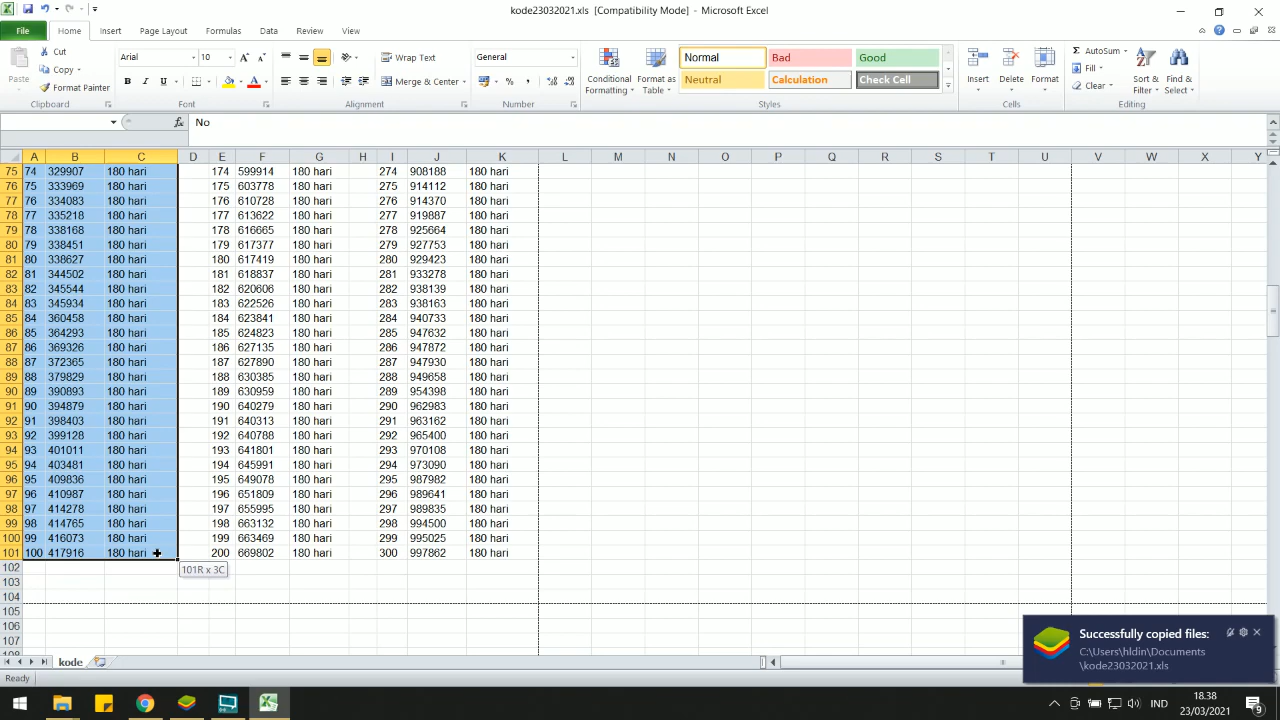 kode23032021.xls [Compatibility Mode] - Microsoft Excel
File Home Insert Page Layout Formulas Data Review View
Paste
Cut
Copy
Format Painter
Clipboard
Arial 10
B I U
Font
Wrap Text
Merge & Center
Alignment
General
% ,
Number
Conditional Formatting
Format as Table
Normal Bad Good
Neutral Calculation Check Cell
Styles
Insert Delete Format
Cells
AutoSum
Fill
Clear
Sort & Filter
Find & Select
Editing
fx No
A B C D E F G H I J K L M N O P Q R S T U V W X Y
75 74 329907 180 hari 174 599914 180 hari 274 908188 180 hari
76 75 333969 180 hari 175 603778 180 hari 275 914112 180 hari
77 76 334083 180 hari 176 610728 180 hari 276 914370 180 hari
78 77 335218 180 hari 177 613622 180 hari 277 919887 180 hari
79 78 338168 180 hari 178 616665 180 hari 278 925664 180 hari
80 79 338451 180 hari 179 617377 180 hari 279 927753 180 hari
81 80 338627 180 hari 180 617419 180 hari 280 929423 180 hari
82 81 344502 180 hari 181 618837 180 hari 281 933278 180 hari
83 82 345544 180 hari 182 620606 180 hari 282 938139 180 hari
84 83 345934 180 hari 183 622526 180 hari 283 938163 180 hari
85 84 360458 180 hari 184 623841 180 hari 284 940733 180 hari
86 85 364293 180 hari 185 624823 180 hari 285 947632 180 hari
87 86 369326 180 hari 186 627135 180 hari 286 947872 180 hari
88 87 372365 180 hari 187 627890 180 hari 287 947930 180 hari
89 88 379829 180 hari 188 630385 180 hari 288 949658 180 hari
90 89 390893 180 hari 189 630959 180 hari 289 954398 180 hari
91 90 394879 180 hari 190 640279 180 hari 290 962983 180 hari
92 91 398403 180 hari 191 640313 180 hari 291 963162 180 hari
93 92 399128 180 hari 192 640788 180 hari 292 965400 180 hari
94 93 401011 180 hari 193 641801 180 hari 293 970108 180 hari
95 94 403481 180 hari 194 645991 180 hari 294 973090 180 hari
96 95 409836 180 hari 195 649078 180 hari 295 987982 180 hari
97 96 410987 180 hari 196 651809 180 hari 296 989641 180 hari
98 97 414278 180 hari 197 655995 180 hari 297 989835 180 hari
99 98 414765 180 hari 198 663132 180 hari 298 994500 180 hari
100 99 416073 180 hari 199 663469 180 hari 299 995025 180 hari
101 100 417916 180 hari 200 669802 180 hari 300 997862 180 hari
102
101R x 3C
103
104
105
106
107
Successfully copied files:
C:\Users\hldin\Documents
\kode23032021.xls
kode
Ready
IND
18.38
23/03/2021
9